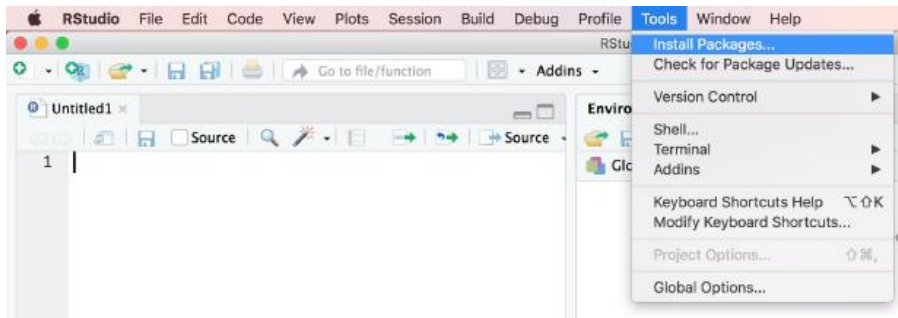 RStudio File Edit Code View Plots Session Build Debug Profile Tools Window Help
RStu
Go to file/function Addins
Untitled1
Source Source
1
Enviro
Glo
Install Packages...
Check for Package Updates...
Version Control
Shell...
Terminal
Addins
Keyboard Shortcuts Help ⌥⇧K
Modify Keyboard Shortcuts...
Project Options... ⇧⌘,
Global Options...